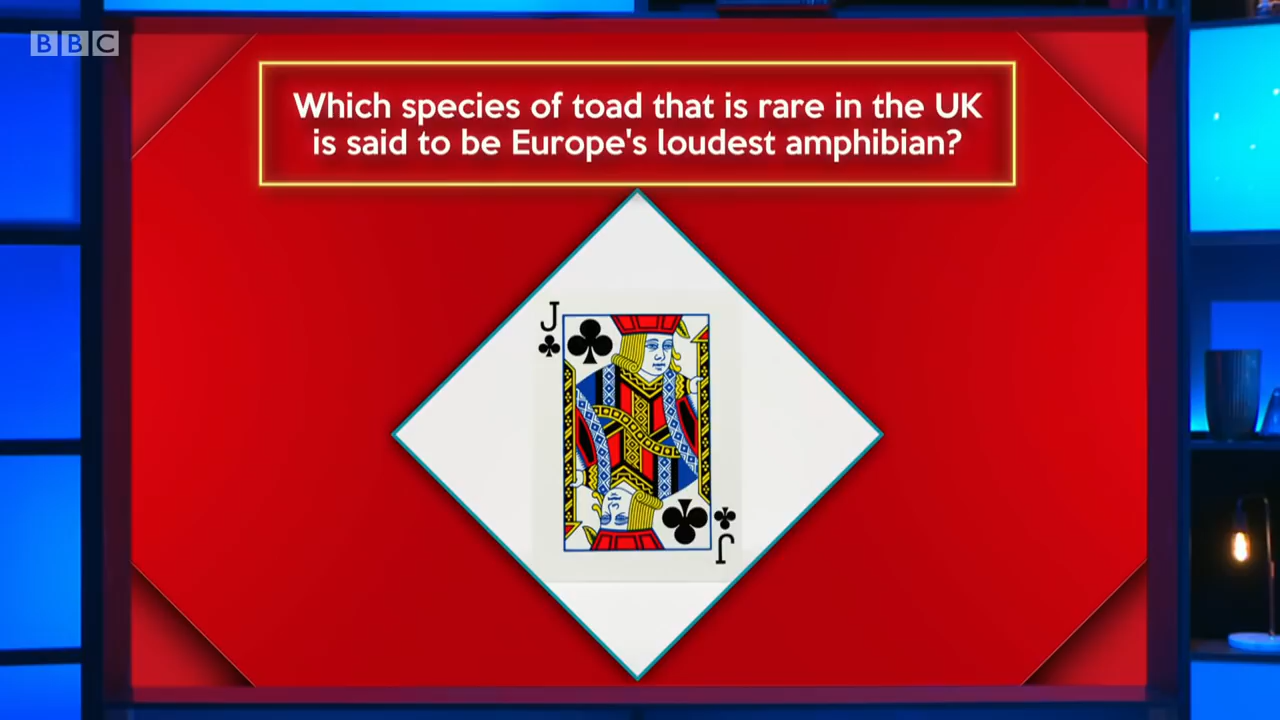 BBC
Which species of toad that is rare in the UK
is said to be Europe's loudest amphibian?
J
J